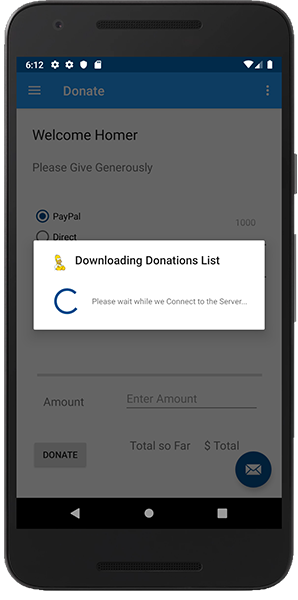 6:12
Donate
Welcome Homer
Please Give Generously
PayPal
1000
Direct
Downloading Donations List
Please wait while we Connect to the Server...
Amount
Enter Amount
DONATE
Total so Far
$ Total